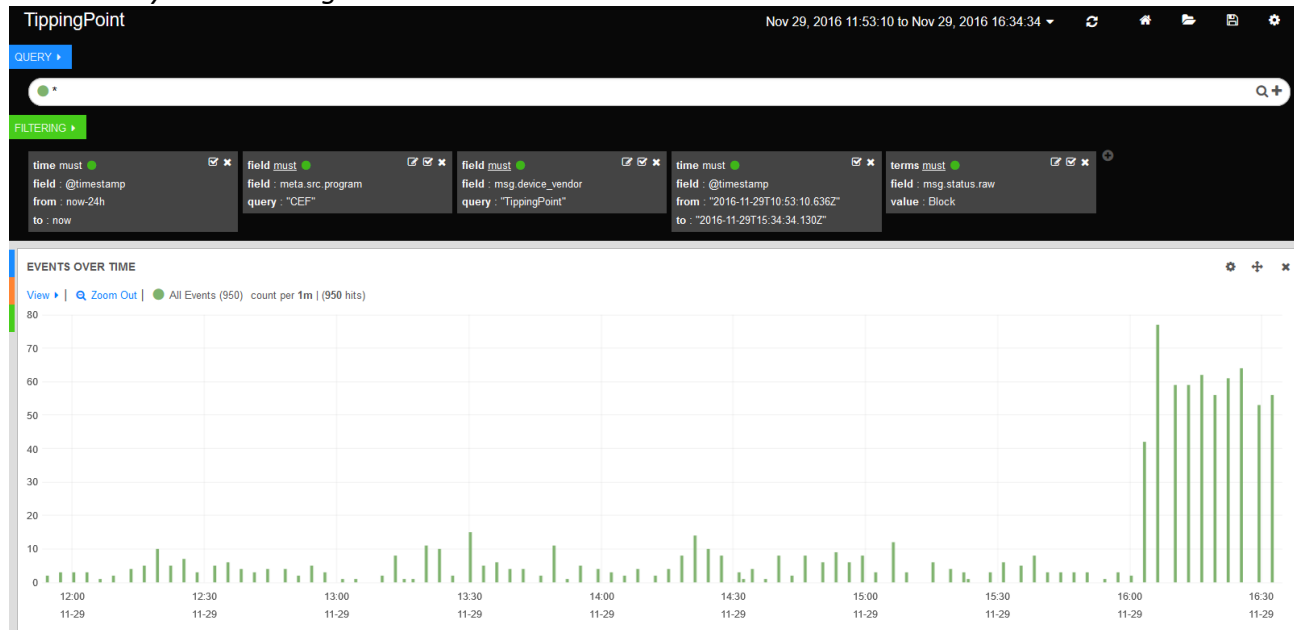 TippingPoint
Nov 29, 2016 11:53:10 to Nov 29, 2016 16:34:34
QUERY
*
FILTERING
time must
field : @timestamp
from : now-24h
to : now
field must
field : meta.src.program
query : "CEF"
field must
field : msg.device_vendor
query : "TippingPoint"
time must
field : @timestamp
from : "2016-11-29T10:53:10.636Z"
to : "2016-11-29T15:34:34.130Z"
terms must
field : msg.status.raw
value : Block
EVENTS OVER TIME
View | Zoom Out | All Events (950) count per 1m | (950 hits)
80
70
60
50
40
30
20
10
0
12:00 12:30 13:00 13:30 14:00 14:30 15:00 15:30 16:00 16:30
11-29 11-29 11-29 11-29 11-29 11-29 11-29 11-29 11-29 11-29